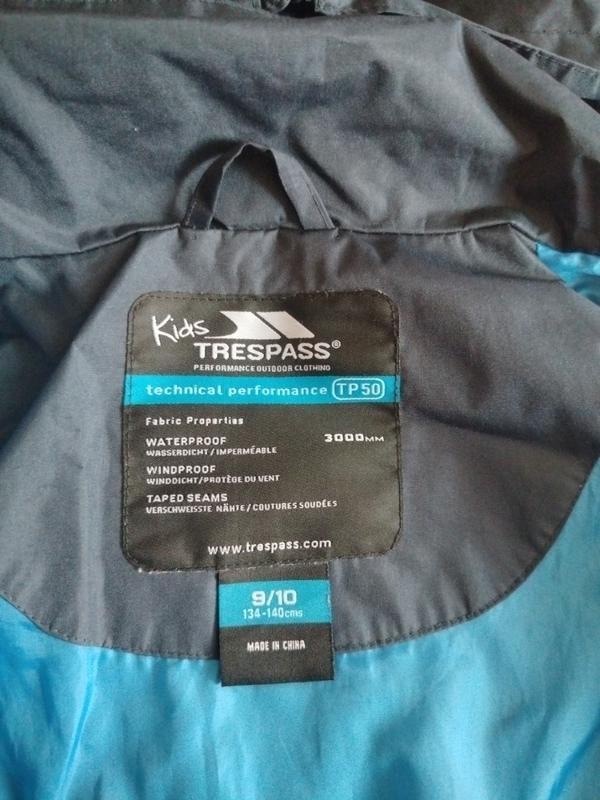 Kids
TRESPASS®
PERFORMANCE OUTDOOR CLOTHING
technical performance TP50
Fabric Properties
WATERPROOF 3000MM
WASSERDICHT / IMPERMÉABLE
WINDPROOF
WINDDICHT/PROTÈGE DU VENT
TAPED SEAMS
VERSCHWEISSTE NÄHTE / COUTURES SOUDÉES
www.trespass.com
9/10
134-140cms
MADE IN CHINA